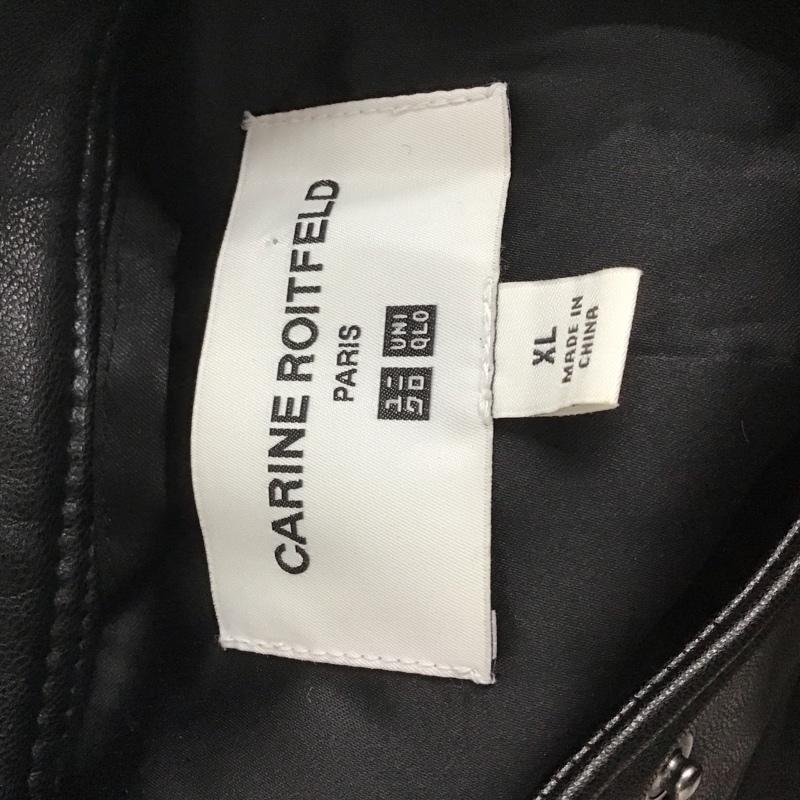 CARINE ROITFELD
PARIS
ユニ
クロ
UNI
QLO
XL
MADE IN
CHINA